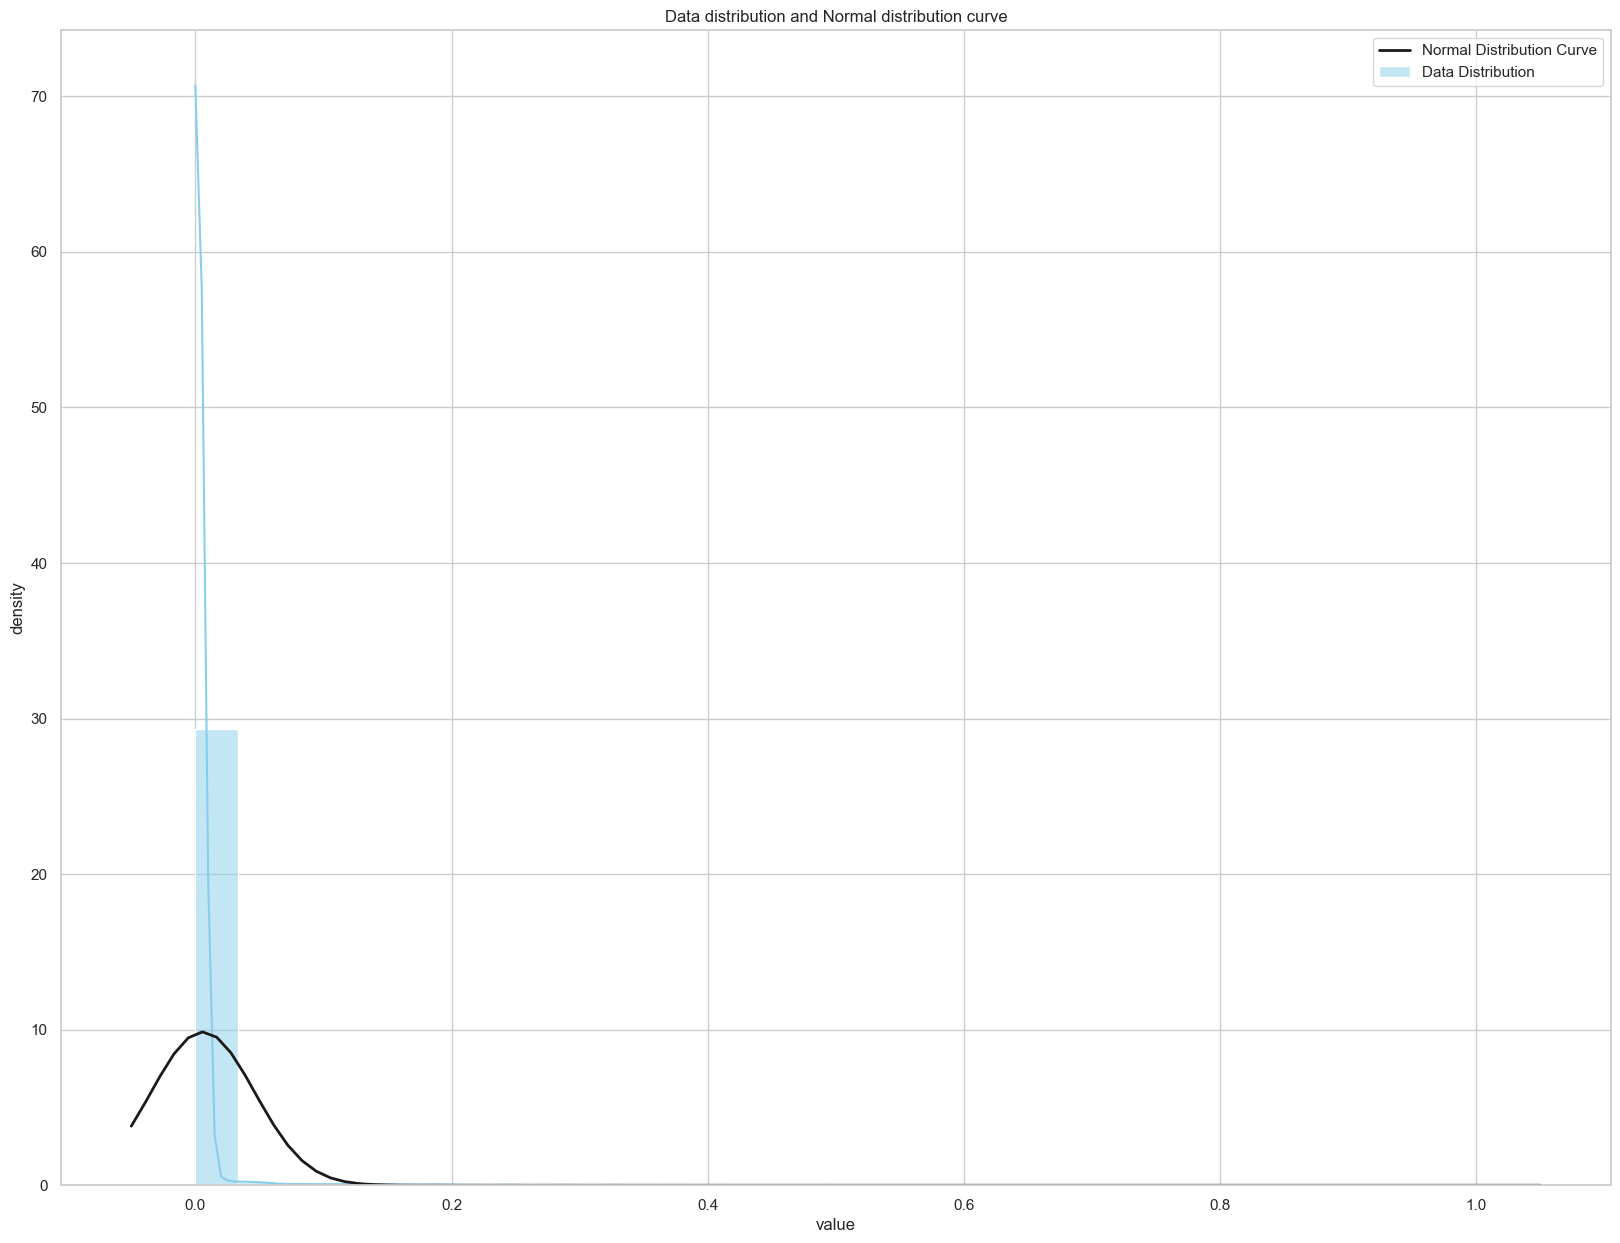 Data distribution and Normal distribution curve
Normal Distribution Curve
Data Distribution
density
70
60
50
40
30
20
10
0
0.0 0.2 0.4 0.6 0.8 1.0
value